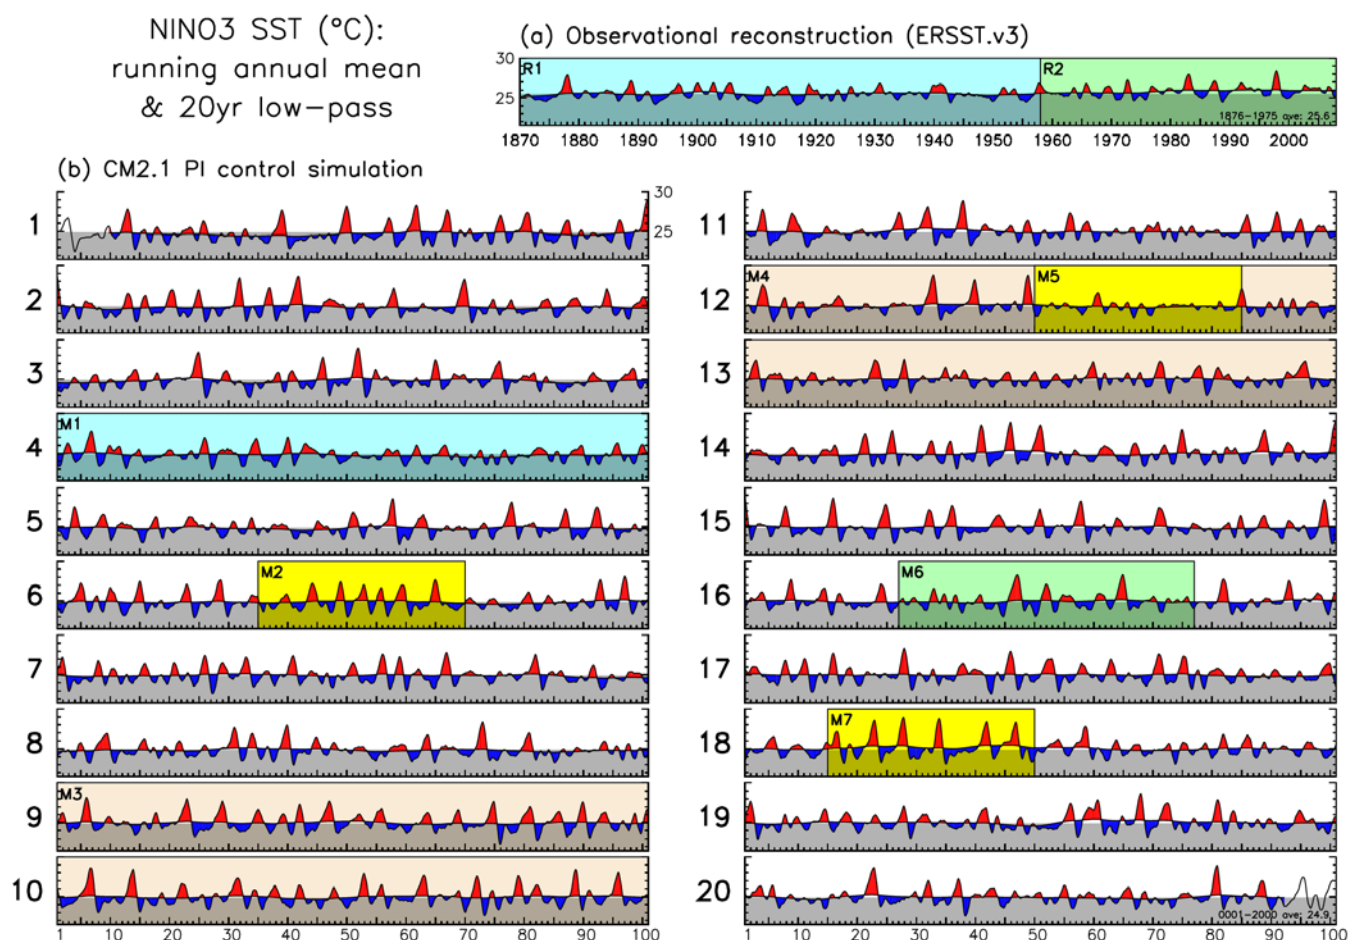 NINO3 SST (°C):
running annual mean
& 20yr low-pass
(a) Observational reconstruction (ERSST.v3)
30
25
R1
R2
1876-1975 ave: 25.6
1870 1880 1890 1900 1910 1920 1930 1940 1950 1960 1970 1980 1990 2000
(b) CM2.1 PI control simulation
1
30
25
2
3
4
M1
5
6
M2
7
8
9
M3
10
1 10 20 30 40 50 60 70 80 90 100
11
12
M4
M5
13
14
15
16
M6
17
18
M7
19
20
0001-2000 ave: 24.9
1 10 20 30 40 50 60 70 80 90 100